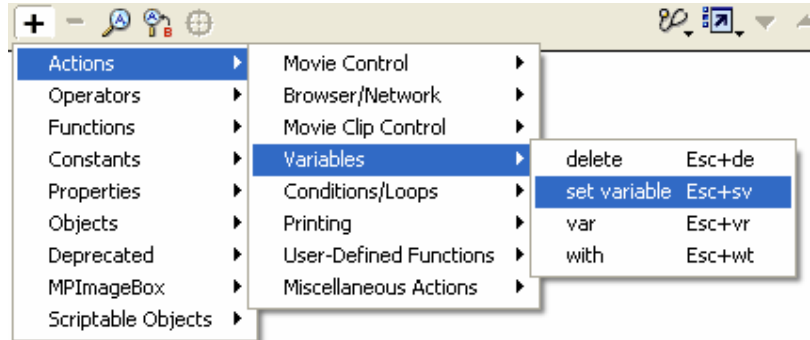 Actions
Operators
Functions
Constants
Properties
Objects
Deprecated
MPImageBox
Scriptable Objects
Movie Control
Browser/Network
Movie Clip Control
Variables
Conditions/Loops
Printing
User-Defined Functions
Miscellaneous Actions
delete Esc+de
set variable Esc+sv
var Esc+vr
with Esc+wt